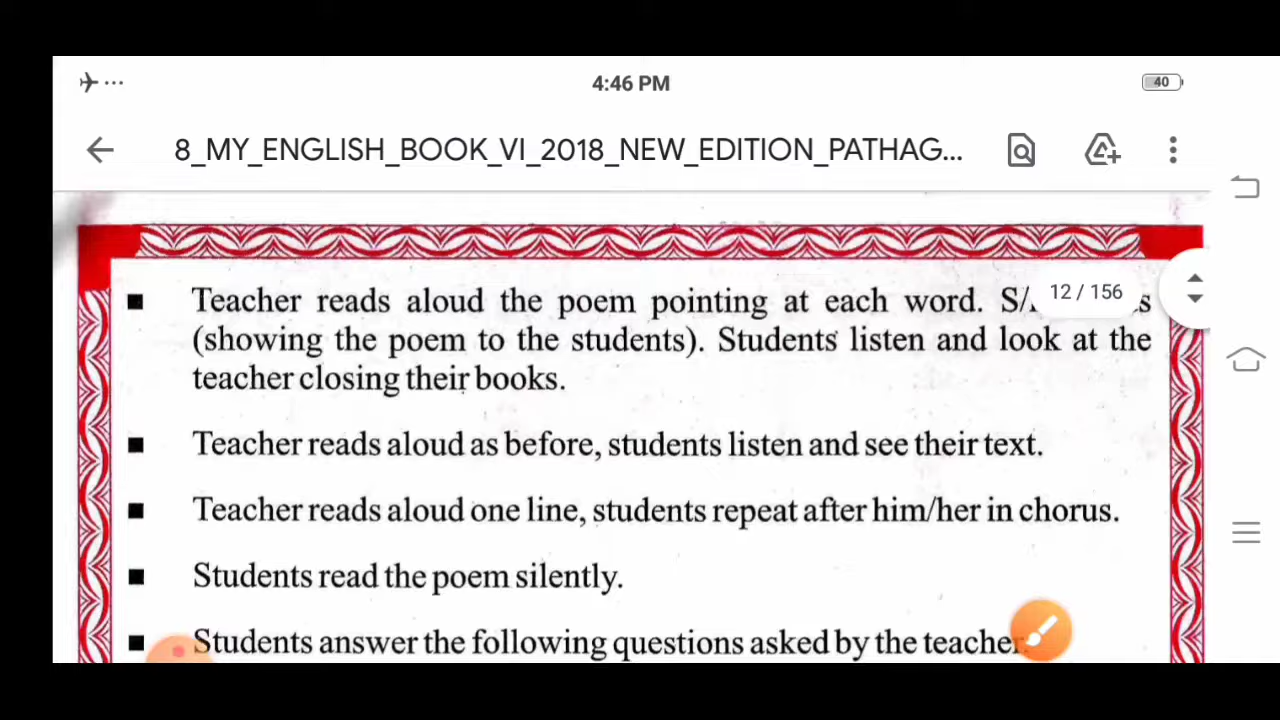 4:46 PM
40
8_MY_ENGLISH_BOOK_VI_2018_NEW_EDITION_PATHAG...
■ Teacher reads aloud the poem pointing at each word. S/
12 / 156
(showing the poem to the students). Students listen and look at the
teacher closing their books.
■ Teacher reads aloud as before, students listen and see their text.
■ Teacher reads aloud one line, students repeat after him/her in chorus.
■ Students read the poem silently.
■ Students answer the following questions asked by the teacher.